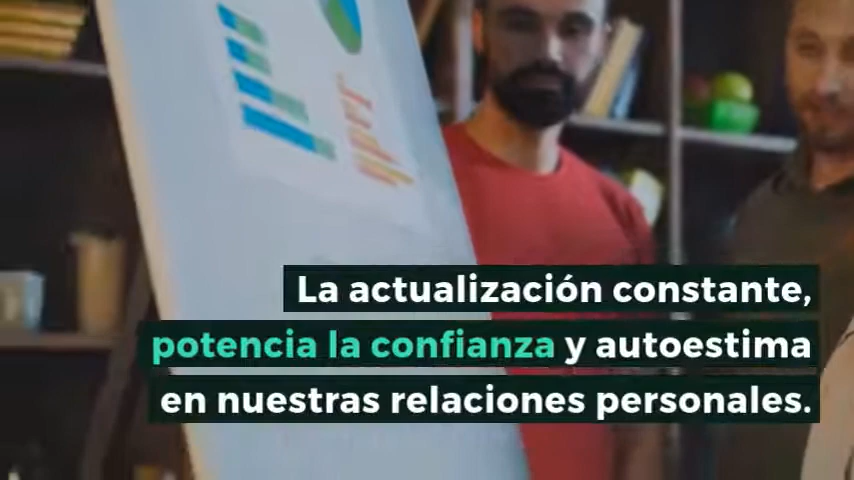 La actualización constante,
potencia la confianza y autoestima
en nuestras relaciones personales.